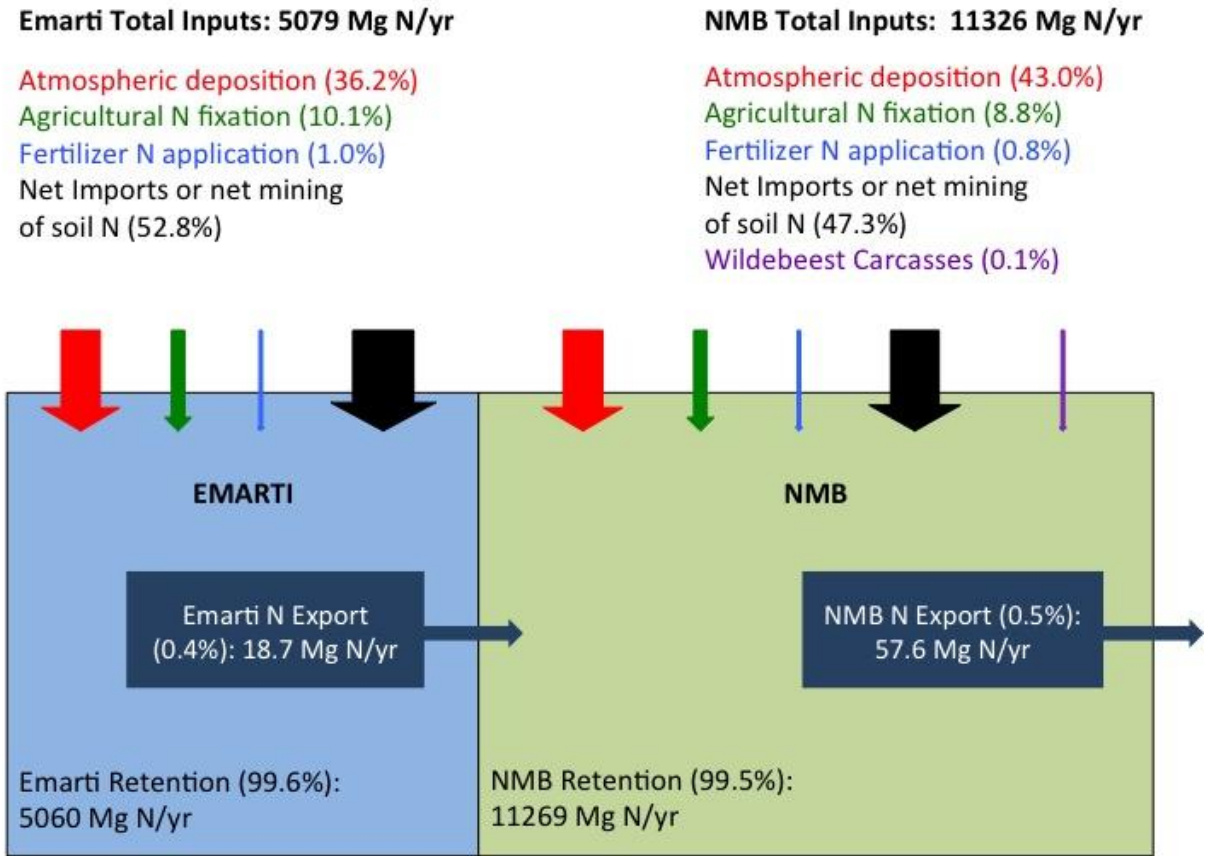 Emarti Total Inputs: 5079 Mg N/yr
Atmospheric deposition (36.2%)
Agricultural N fixation (10.1%)
Fertilizer N application (1.0%)
Net Imports or net mining
of soil N (52.8%)
NMB Total Inputs: 11326 Mg N/yr
Atmospheric deposition (43.0%)
Agricultural N fixation (8.8%)
Fertilizer N application (0.8%)
Net Imports or net mining
of soil N (47.3%)
Wildebeest Carcasses (0.1%)
EMARTI
Emarti N Export
(0.4%): 18.7 Mg N/yr
Emarti Retention (99.6%):
5060 Mg N/yr
NMB
NMB N Export (0.5%):
57.6 Mg N/yr
NMB Retention (99.5%):
11269 Mg N/yr